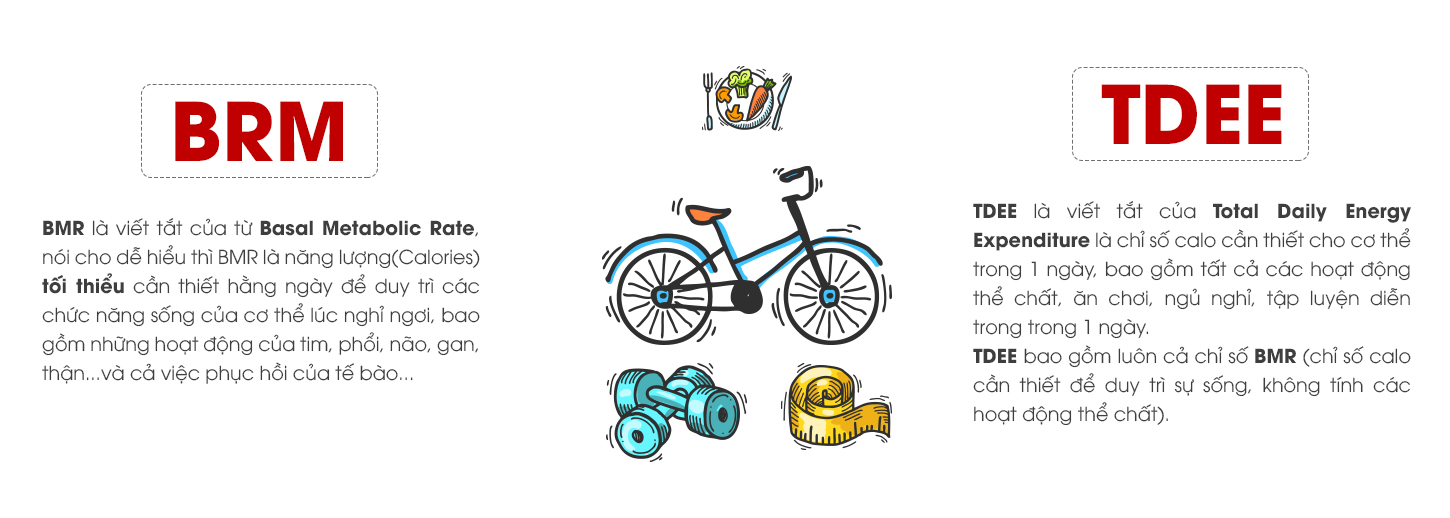 BRM
BMR là viết tắt của từ Basal Metabolic Rate,
nói cho dễ hiểu thì BMR là năng lượng(Calories)
tối thiểu cần thiết hằng ngày để duy trì các
chức năng sống của cơ thể lúc nghỉ ngơi, bao
gồm những hoạt động của tim, phổi, não, gan,
thận...và cả việc phục hồi của tế bào...
TDEE
TDEE là viết tắt của Total Daily Energy
Expenditure là chỉ số calo cần thiết cho cơ thể
trong 1 ngày, bao gồm tất cả các hoạt động
thể chất, ăn chơi, ngủ nghỉ, tập luyện diễn
trong trong 1 ngày.
TDEE bao gồm luôn cả chỉ số BMR (chỉ số calo
cần thiết để duy trì sự sống, không tính các
hoạt động thể chất).